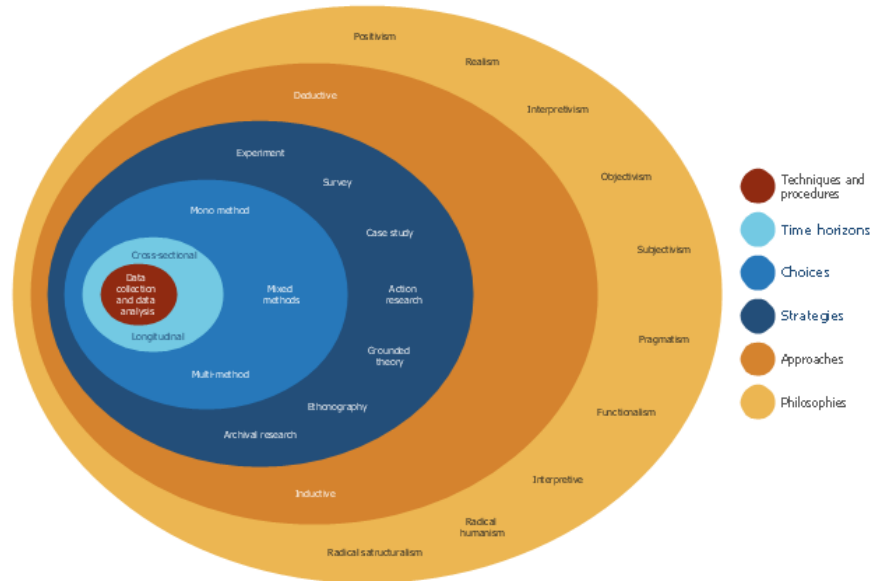 Positivism
Realism
Deductive
Interpretivism
Experiment
Objectivism
Survey
Mono method
Case study
Subjectivism
Cross-sectional
Data
collection
and data
analysis
Mixed
methods
Action
research
Longitudinal
Pragmatism
Grounded
theory
Multi-method
Ethonography
Functionalism
Archival research
Interpretive
Inductive
Radical
humanism
Radical satructuralism
Techniques and
procedures
Time horizons
Choices
Strategies
Approaches
Philosophies